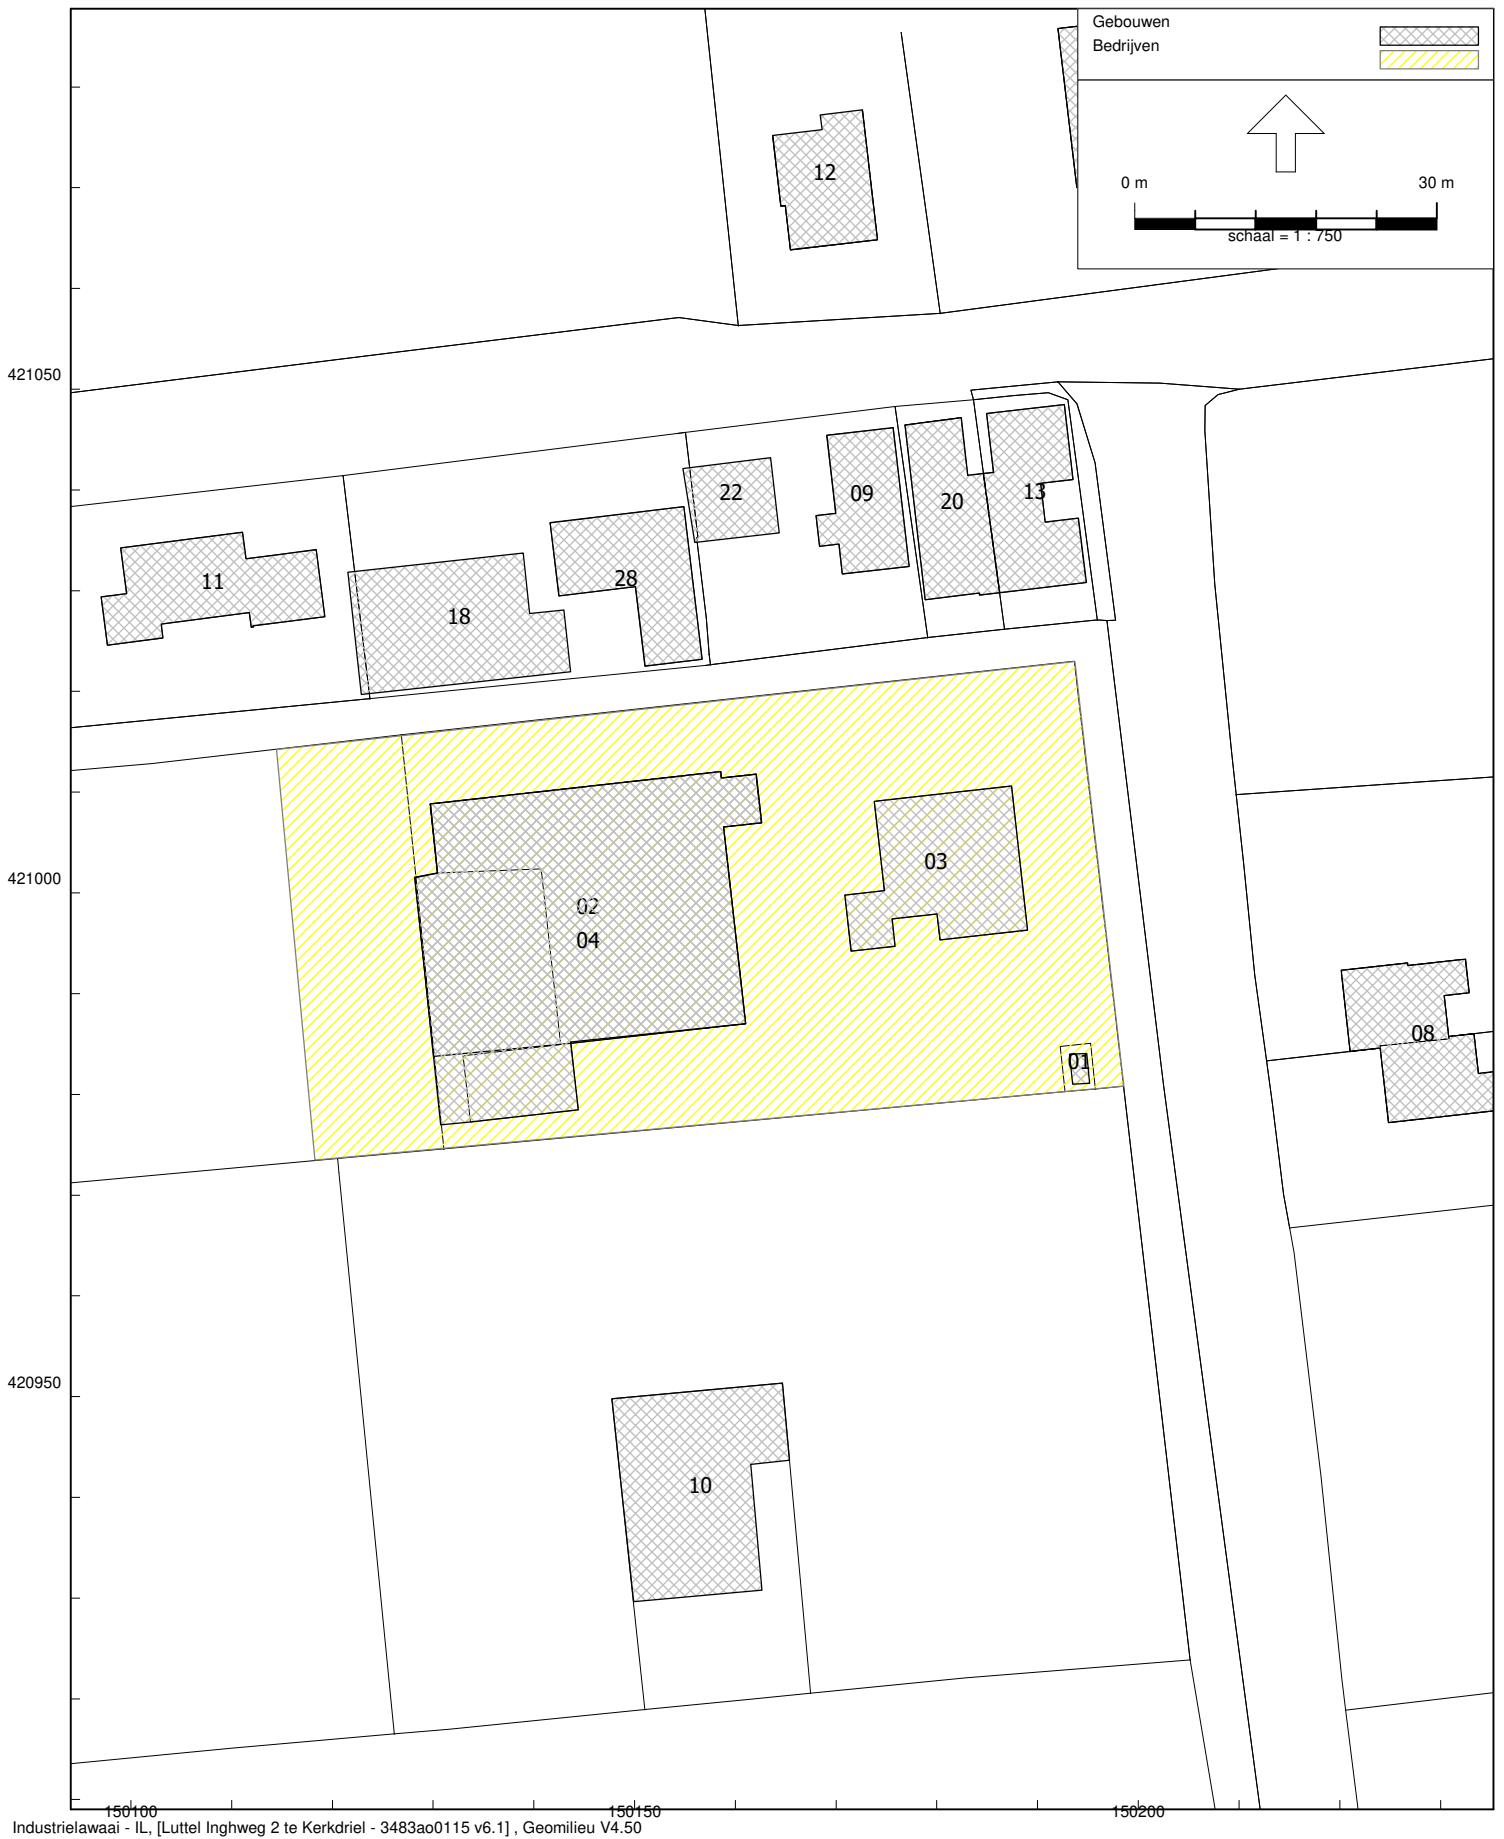 Gebouwen
Bedrijven
0 m 30 m
schaal = 1 : 750
12
421050
22
09
20
13
11
28
18
03
421000
02
04
08
01
420950
10
150100 150150 150200
Industrielawaai - IL, [Luttel Inghweg 2 te Kerkdriel - 3483ao0115 v6.1] , Geomilieu V4.50